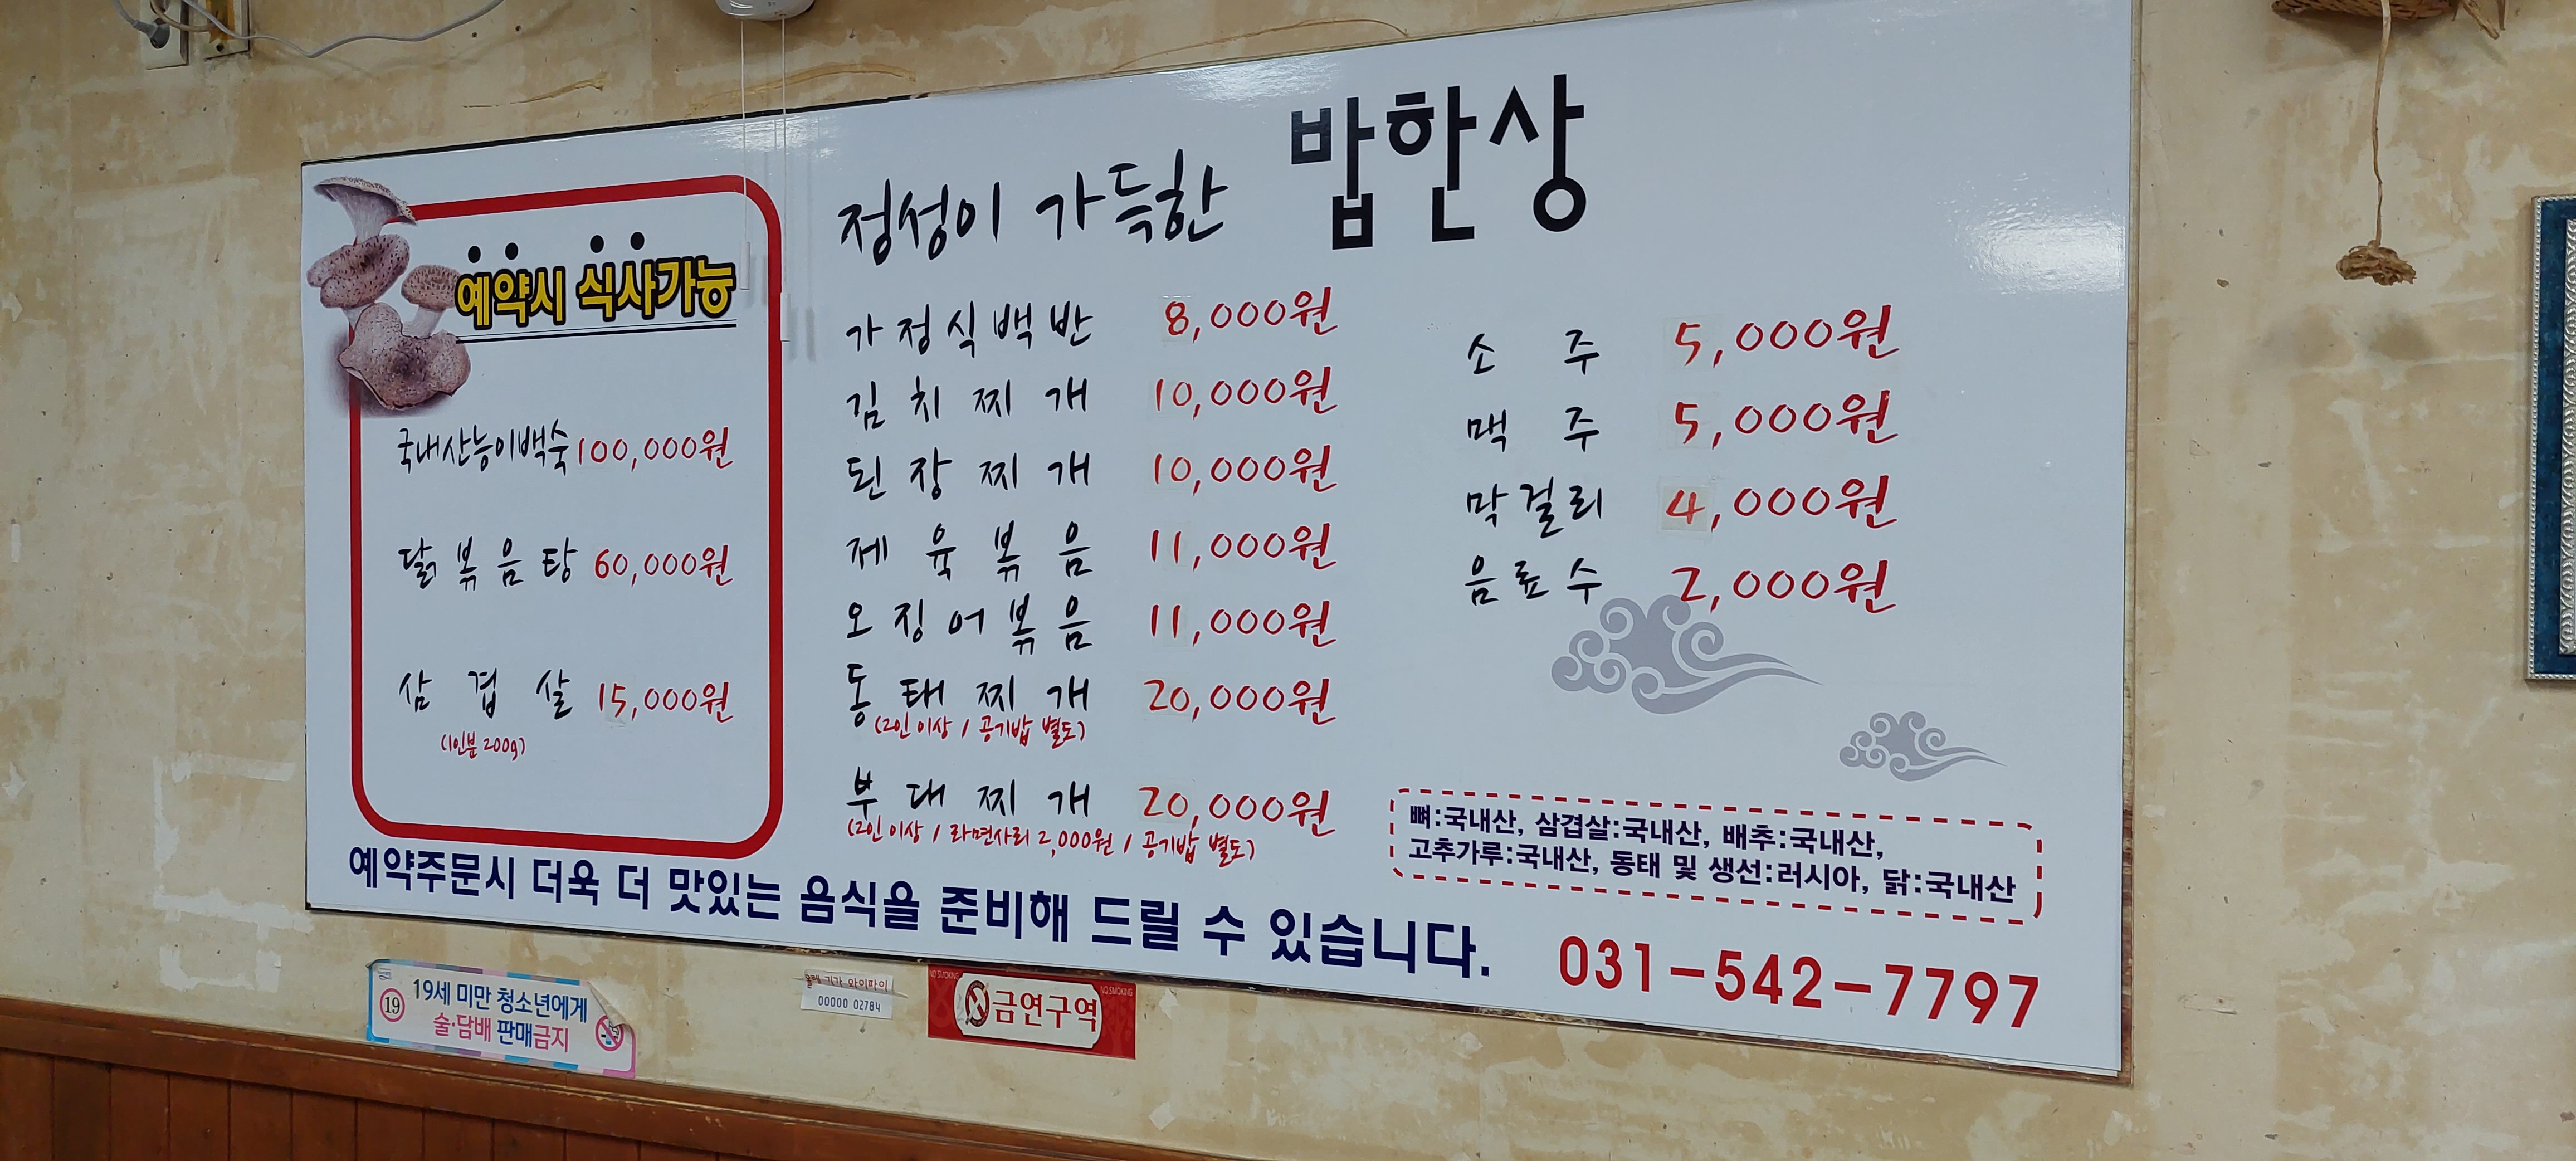 정성이 가득한 밥한상
예약시 식사가능
국내산능이백숙 100,000원
닭볶음탕 60,000원
삼겹살 15,000원
(1인분 200g)
가정식백반 8,000원
김치찌개 10,000원
된장찌개 10,000원
제육볶음 11,000원
오징어볶음 11,000원
동태찌개 20,000원
(2인 이상 / 공기밥 별도)
부대찌개 20,000원
(2인 이상 / 라면사리 2,000원 / 공기밥 별도)
소주 5,000원
맥주 5,000원
막걸리 4,000원
음료수 2,000원
뼈:국내산, 삼겹살:국내산, 배추:국내산,
고추가루:국내산, 동태 및 생선:러시아, 닭:국내산
예약주문시 더욱 더 맛있는 음식을 준비해 드릴 수 있습니다.
031-542-7797
19
19세 미만 청소년에게
술·담배 판매금지
기가 와이파이
00000 02784
NO SMOKING
NO SMOKING
금연구역